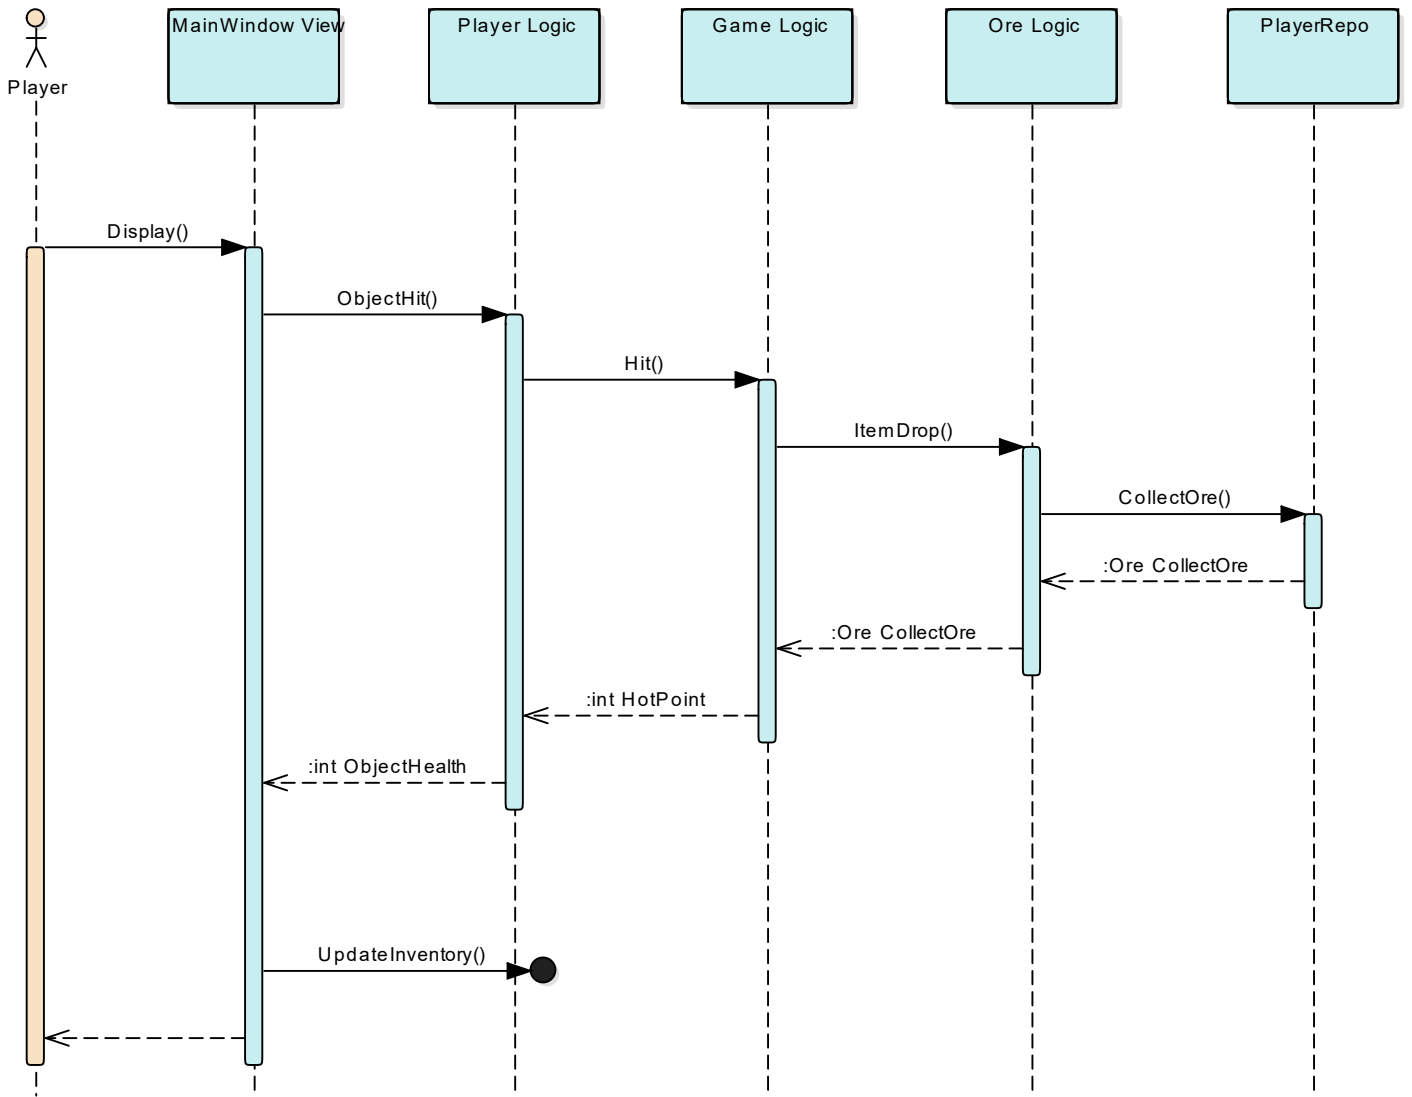 Player
MainWindow View
Player Logic
Game Logic
Ore Logic
PlayerRepo
Display()
ObjectHit()
Hit()
ItemDrop()
CollectOre()
:Ore CollectOre
:Ore CollectOre
:int HotPoint
:int ObjectHealth
UpdateInventory()